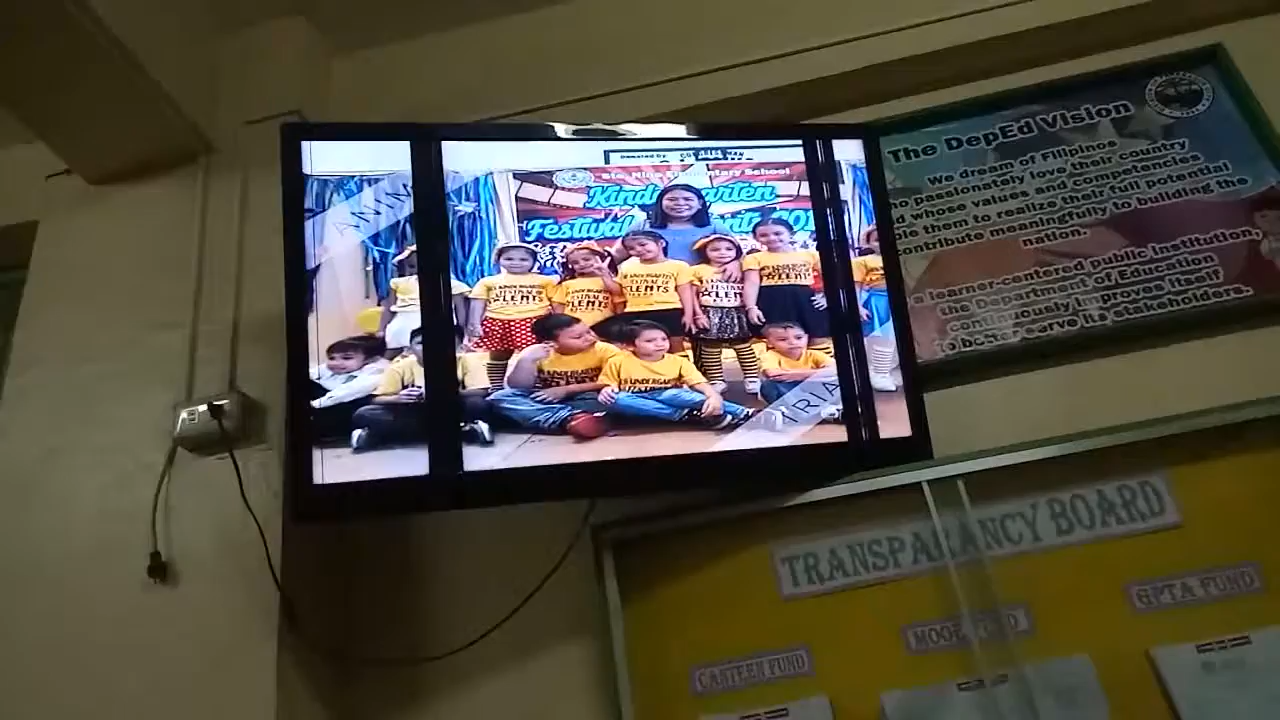 Donated by:
Sto. Niño Elementary School
Kindergarten
Festival
ANIM
KINDERGARTEN
FESTIVAL OF
TALENTS
TRIA
The DepEd Vision
We dream of Filipinos
who passionately love their country
and whose values and competencies
them to realize their full potential
contribute meaningfully to building the
nation.
a learner-centered public institution,
the Department of Education
continuously improves itself
to better serve its stakeholders.
TRANSPARANCY BOARD
GPTA FUND
MOOE FUND
CANTEEN FUND